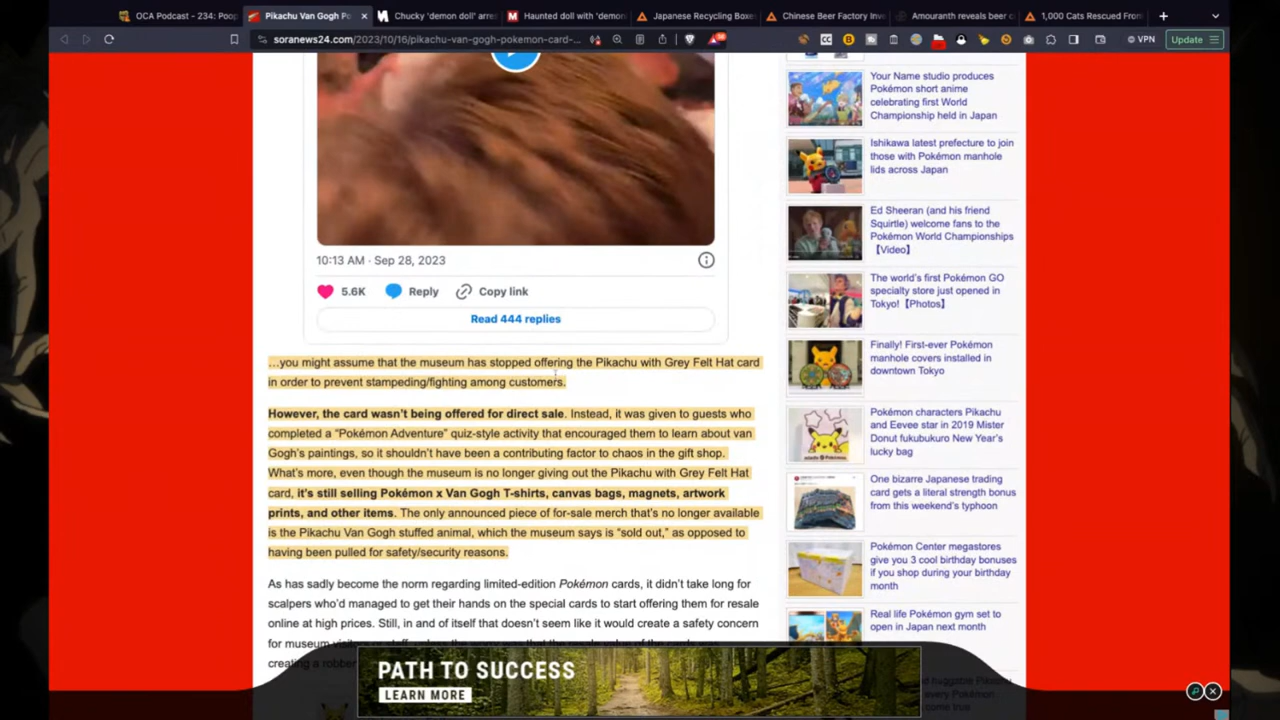 OCA Podcast - 234: Poop
Pikachu Van Gogh Po
Chucky 'demon doll' arre
Haunted doll with 'demon
Japanese Recycling Boxe
Chinese Beer Factory Inve
Amouranth reveals beer c
1,000 Cats Rescued From
soranews24.com/2023/10/16/pikachu-van-gogh-pokemon-card-...
VPN
Update
10:13 AM · Sep 28, 2023
5.6K
Reply
Copy link
Read 444 replies
…you might assume that the museum has stopped offering the Pikachu with Grey Felt Hat card
in order to prevent stampeding/fighting among customers.
However, the card wasn't being offered for direct sale. Instead, it was given to guests who
completed a "Pokémon Adventure" quiz-style activity that encouraged them to learn about van
Gogh's paintings, so it shouldn't have been a contributing factor to chaos in the gift shop.
What's more, even though the museum is no longer giving out the Pikachu with Grey Felt Hat
card, it's still selling Pokémon x Van Gogh T-shirts, canvas bags, magnets, artwork
prints, and other items. The only announced piece of for-sale merch that's no longer available
is the Pikachu Van Gogh stuffed animal, which the museum says is "sold out," as opposed to
having been pulled for safety/security reasons.
As has sadly become the norm regarding limited-edition Pokémon cards, it didn't take long for
scalpers who'd managed to get their hands on the special cards to start offering them for resale
online at high prices. Still, in and of itself that doesn't seem like it would create a safety concern
for museum
creating a robber
Your Name studio produces
Pokémon short anime
celebrating first World
Championship held in Japan
Ishikawa latest prefecture to join
those with Pokémon manhole
lids across Japan
Ed Sheeran (and his friend
Squirtle) welcome fans to the
Pokémon World Championships
【Video】
The world's first Pokémon GO
specialty store just opened in
Tokyo!【Photos】
Finally! First-ever Pokémon
manhole covers installed in
downtown Tokyo
Pokémon characters Pikachu
and Eevee star in 2019 Mister
Donut fukubukuro New Year's
lucky bag
One bizarre Japanese trading
card gets a literal strength bonus
from this weekend's typhoon
Pokémon Center megastores
give you 3 cool birthday bonuses
if you shop during your birthday
month
Real life Pokémon gym set to
open in Japan next month
huggable Pikachu
every Pokémon
come true
PATH TO SUCCESS
LEARN MORE